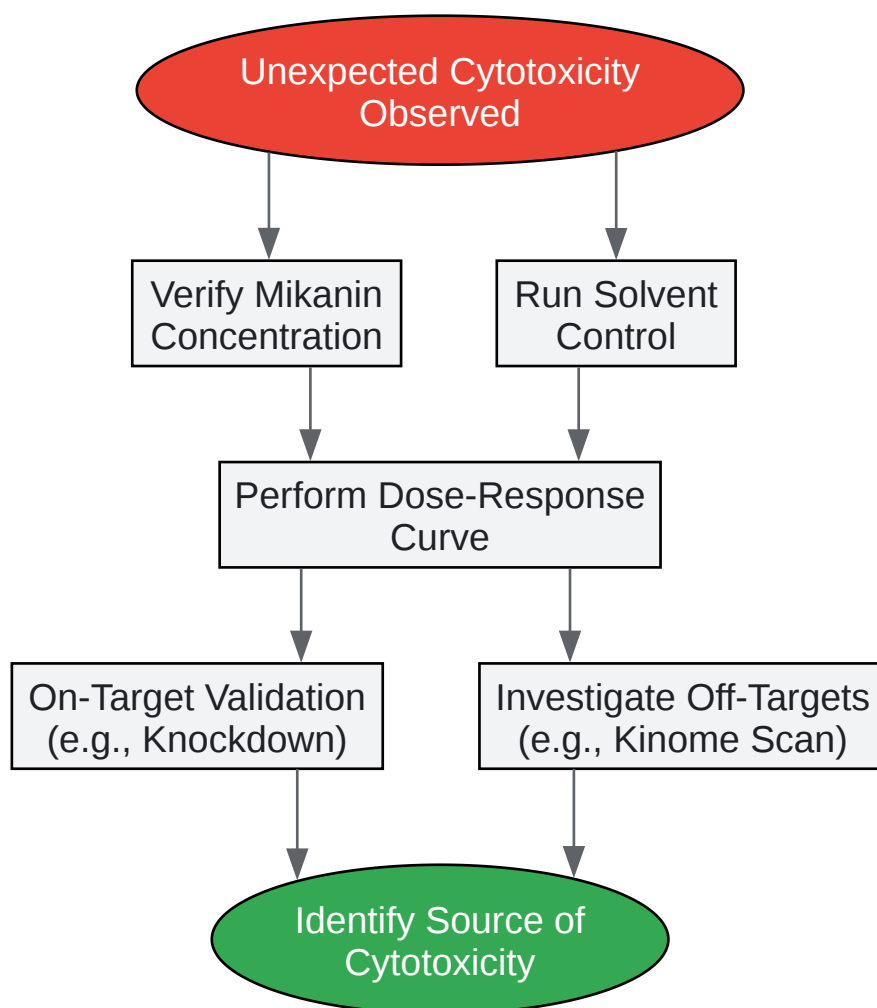 Unexpected Cytotoxicity
Observed
Verify Mikanin
Concentration
Run Solvent
Control
Perform Dose-Response
Curve
On-Target Validation
(e.g., Knockdown)
Investigate Off-Targets
(e.g., Kinome Scan)
Identify Source of
Cytotoxicity